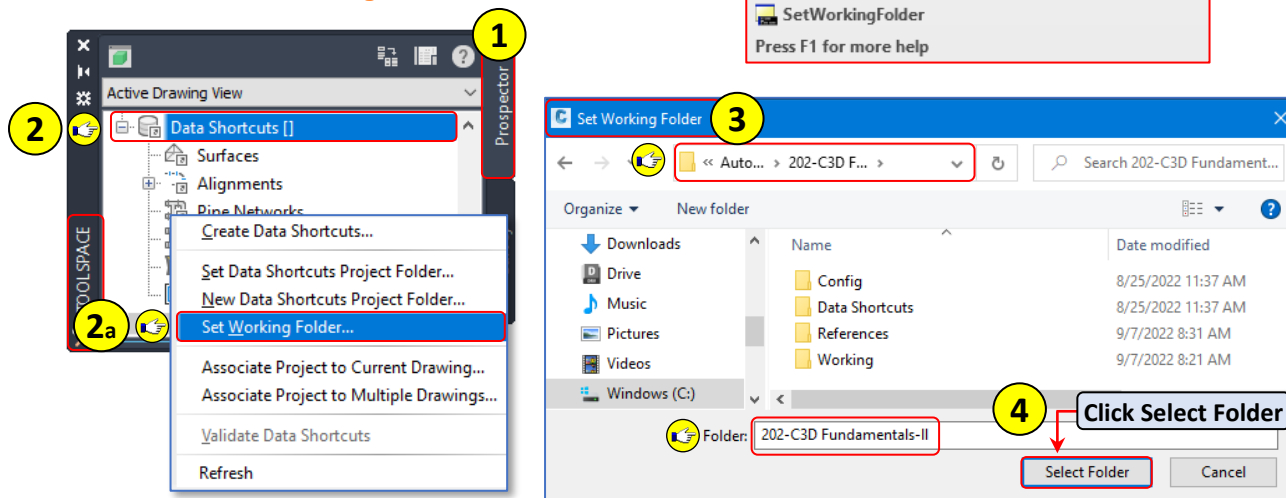 SetWorkingFolder
Press F1 for more help
1
Prospector
Active Drawing View
2
Data Shortcuts []
Surfaces
Alignments
Pipe Networks
TOOLSPACE
Create Data Shortcuts...
Set Data Shortcuts Project Folder...
New Data Shortcuts Project Folder...
2a
Set Working Folder...
Associate Project to Current Drawing...
Associate Project to Multiple Drawings...
Validate Data Shortcuts
Refresh
Set Working Folder
3
« Auto... › 202-C3D F... ›
Search 202-C3D Fundament...
Organize
New folder
Downloads
Drive
Music
Pictures
Videos
Windows (C:)
Name
Date modified
Config
8/25/2022 11:37 AM
Data Shortcuts
8/25/2022 11:37 AM
References
9/7/2022 8:31 AM
Working
9/7/2022 8:21 AM
4
Click Select Folder
Folder:
202-C3D Fundamentals-II
Select Folder
Cancel